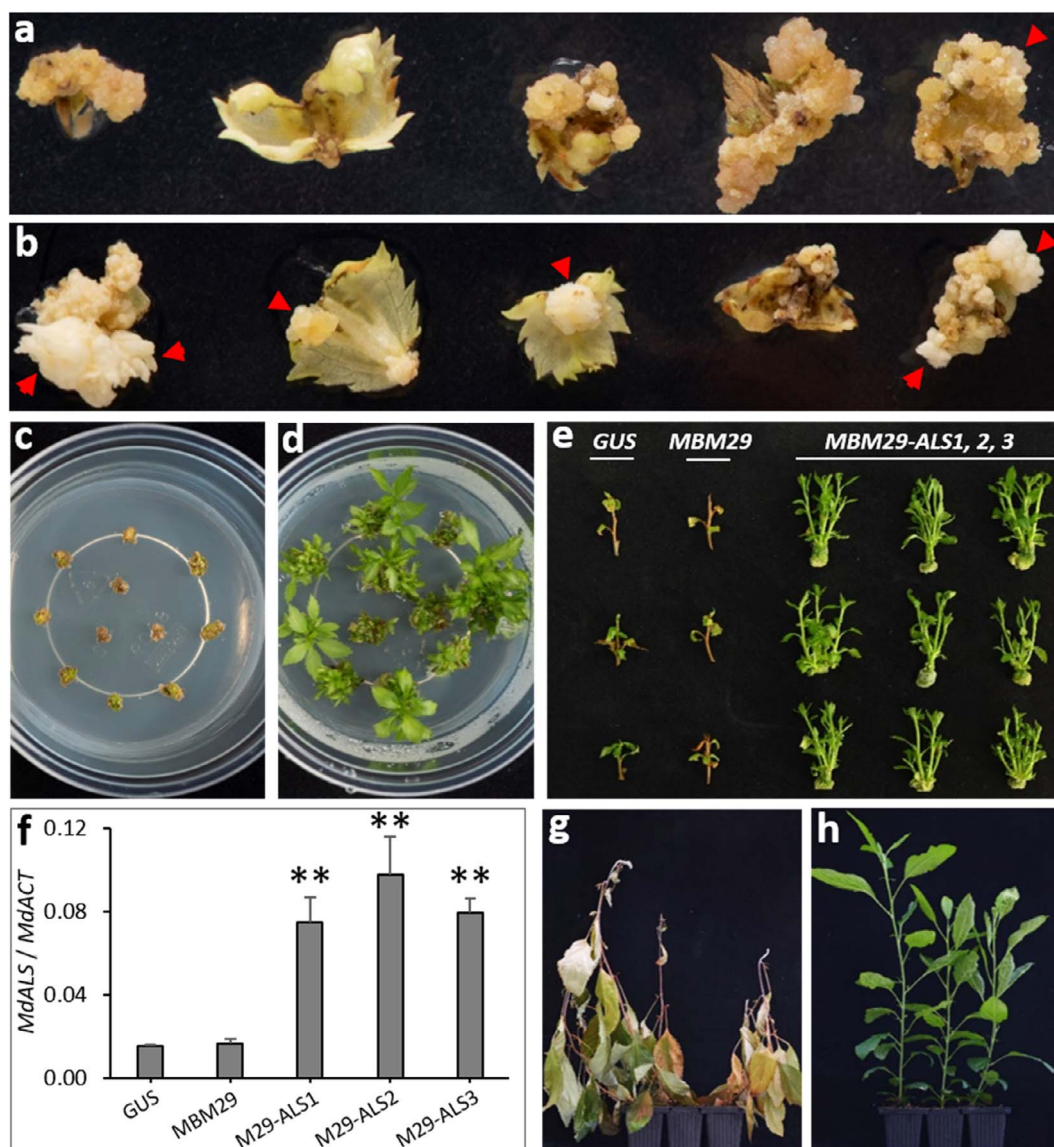 a
b
c
d
e
GUS MBM29 MBM29-ALS1, 2, 3
f
0.12
0.08
0.04
0.00
MdALS / MdACT
** ** **
GUS
MBM29
M29-ALS1
M29-ALS2
M29-ALS3
g
h